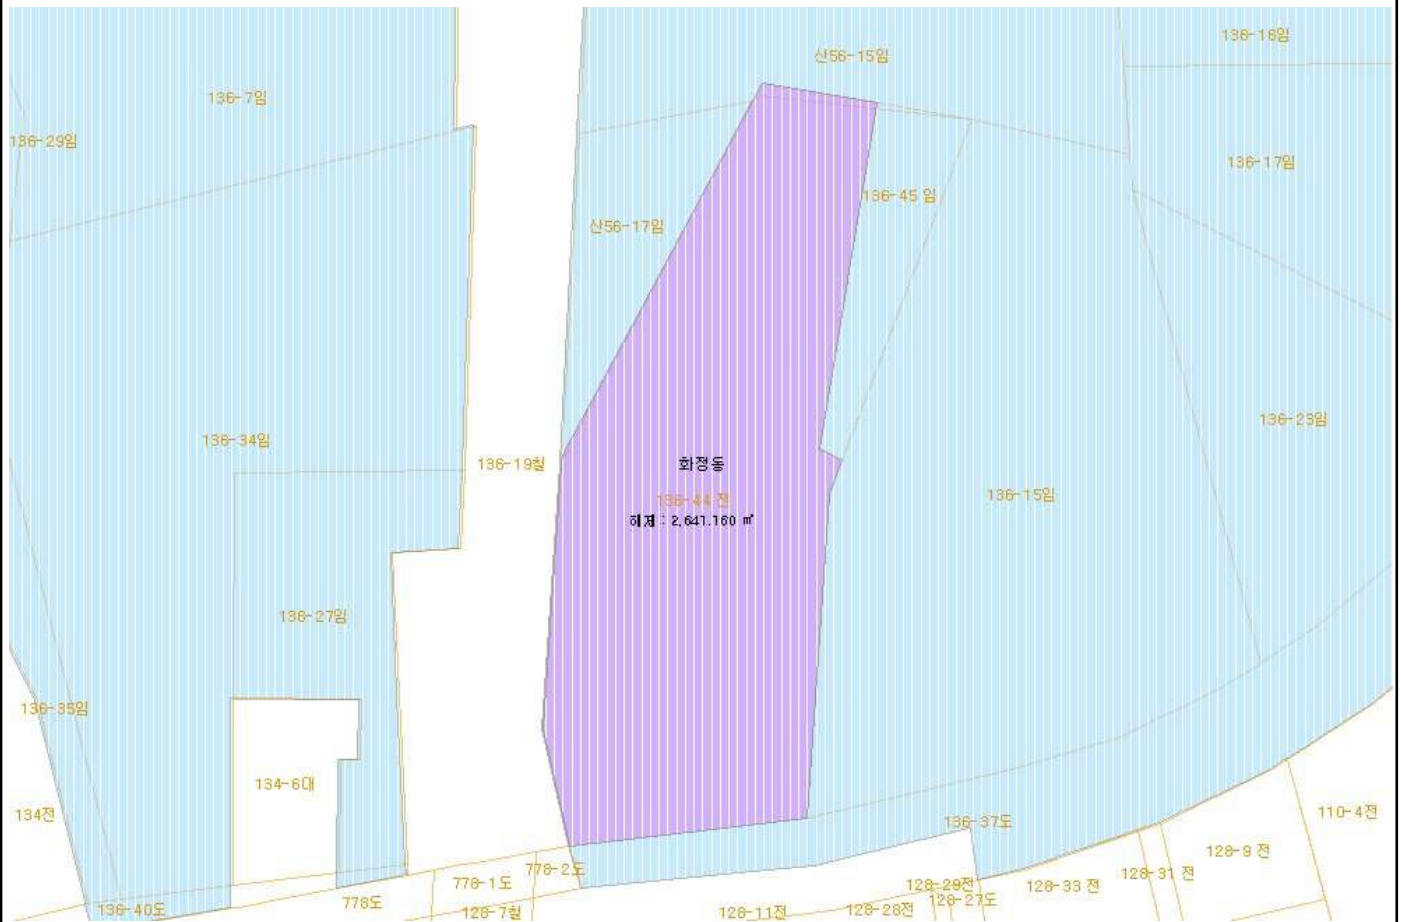 136-16임
산56-15임
136-7임
136-29임
136-17임
136-45 임
산56-17임
136-23임
136-34임
136-19철
화정동
136-44 전
해제 : 2,641.160 ㎡
136-15임
136-27임
136-35임
134-6대
134전
110-4전
136-37도
128-9 전
778-2도
128-31 전
778-1도
128-29전
128-33 전
778도
128-27도
136-40도
128-7철
128-11전
128-28전